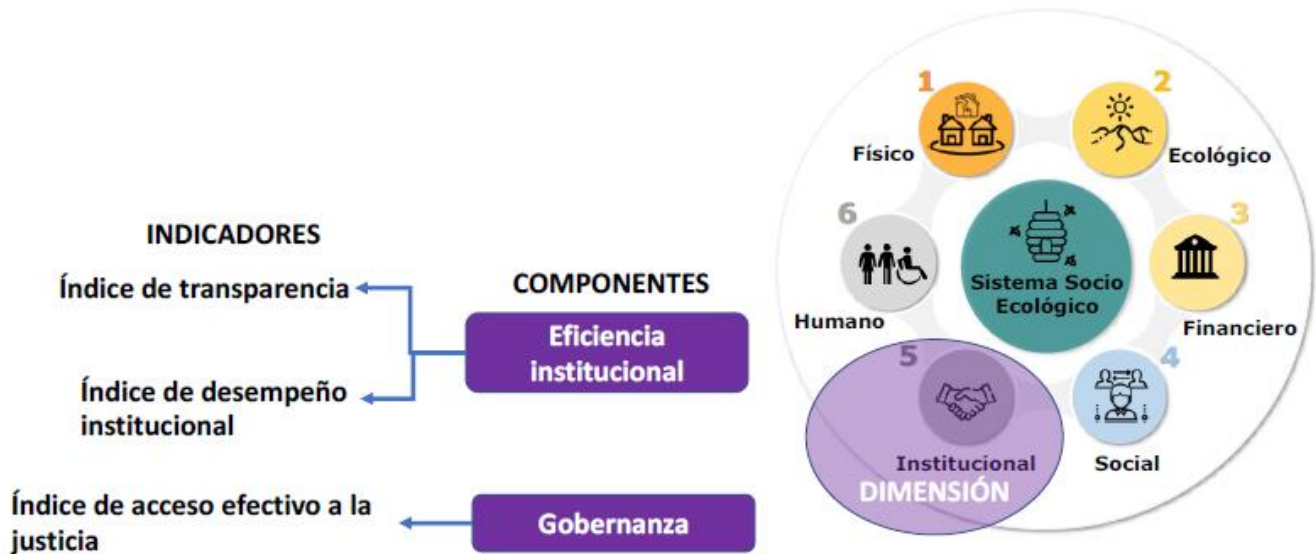 INDICADORES
Índice de transparencia
Índice de desempeño
institucional
Índice de acceso efectivo a la
justicia
COMPONENTES
Eficiencia
institucional
Gobernanza
1
Físico
2
Ecológico
3
Financiero
4
Social
5
Institucional
DIMENSIÓN
6
Humano
Sistema Socio
Ecológico